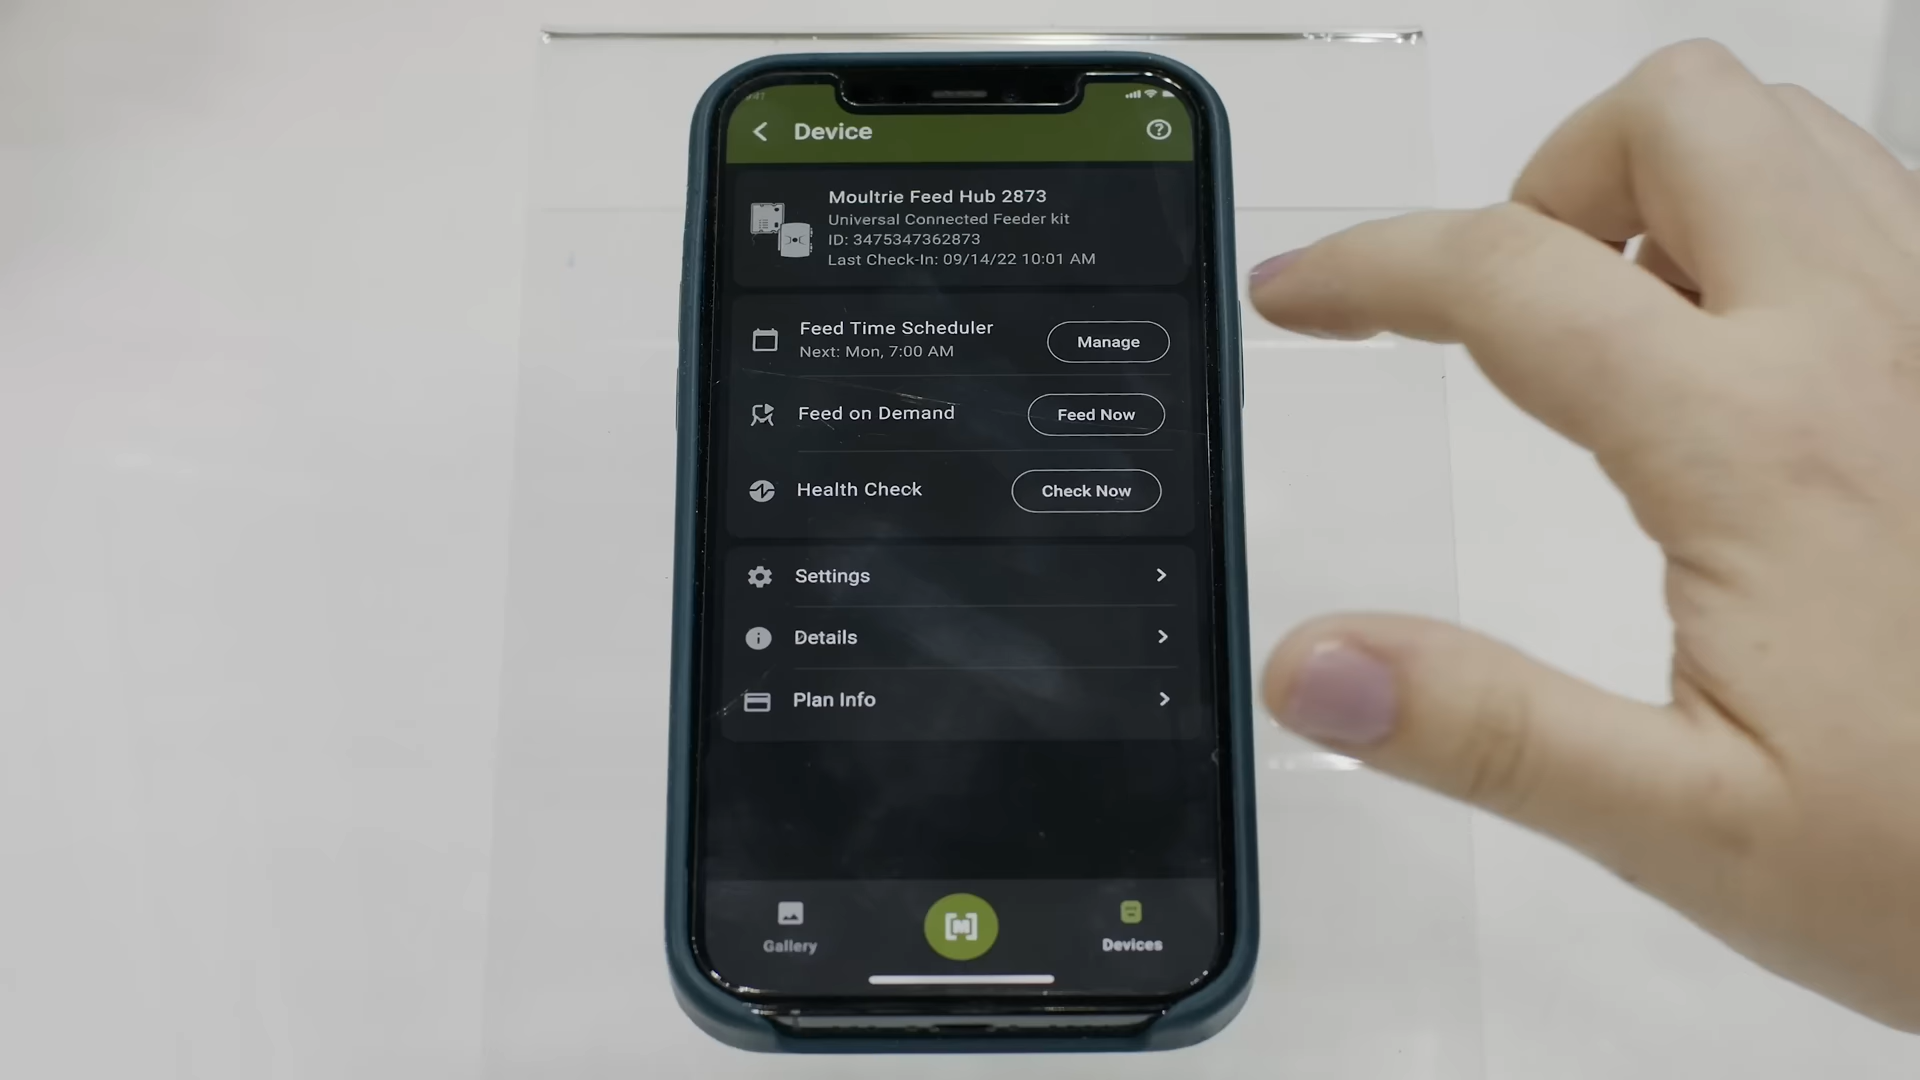 Device
Moultrie Feed Hub 2873
Universal Connected Feeder kit
ID: 3475347362873
Last Check-In: 09/14/22 10:01 AM
Feed Time Scheduler
Next: Mon, 7:00 AM
Manage
Feed on Demand
Feed Now
Health Check
Check Now
Settings
Details
Plan Info
Gallery
M
Devices